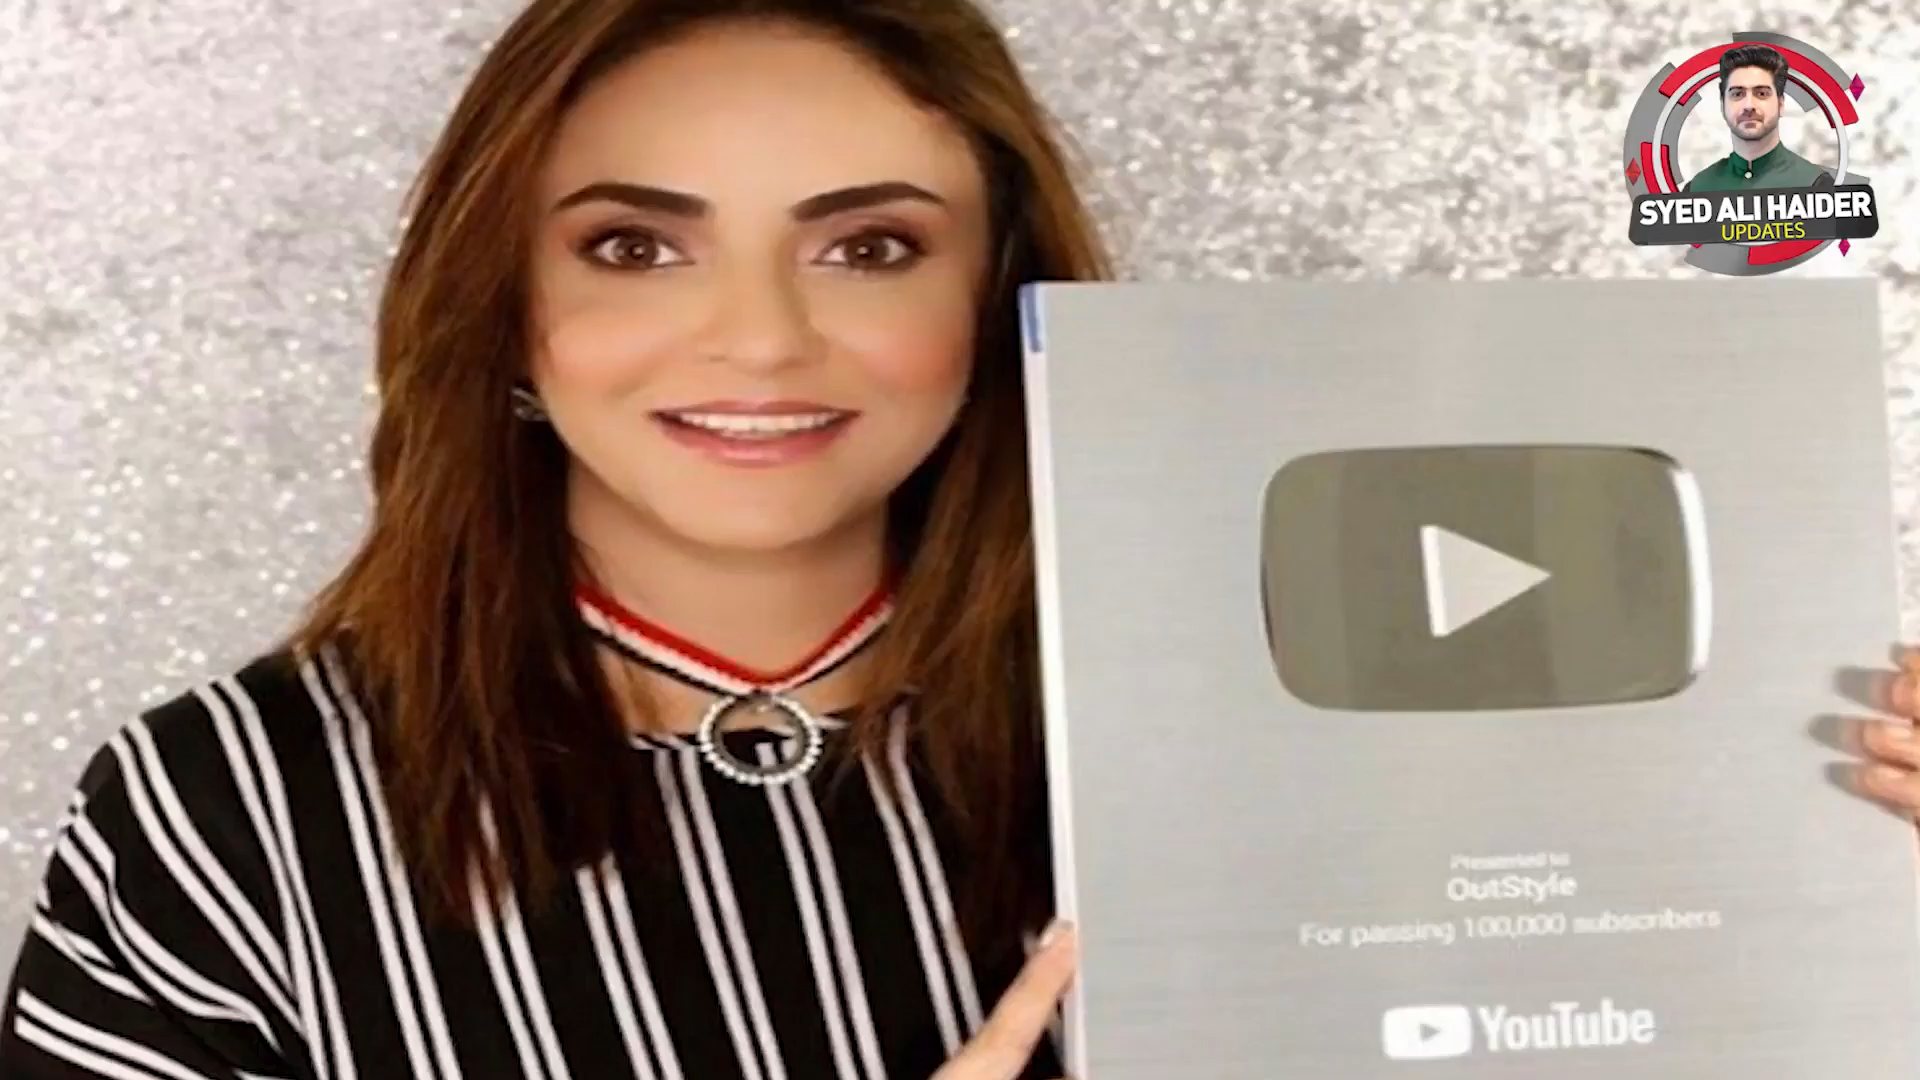 SYED ALI HAIDER
UPDATES
Presented to
OutStyle
For passing 100,000 subscribers
YouTube